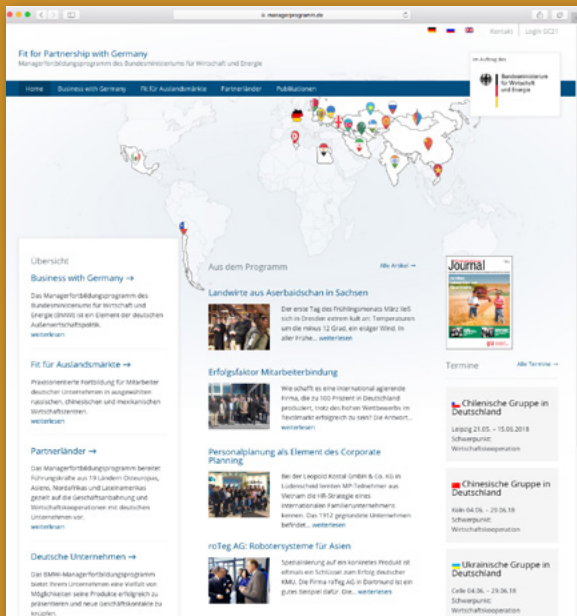 managerprogramm.de
Kontakt
Login GC21
Fit for Partnership with Germany
Managerfortbildungsprogramm des Bundesministeriums für Wirtschaft und Energie
Im Auftrag des
Bundesministerium
für Wirtschaft
und Energie
Home
Business with Germany
Fit für Auslandsmärkte
Partnerländer
Publikationen
Übersicht
Business with Germany →
Das Managerfortbildungsprogramm des
Bundesministeriums für Wirtschaft und
Energie (BMWi) ist ein Element der deutschen
Außenwirtschaftspolitik.
weiterlesen
Fit für Auslandsmärkte →
Praxisorientierte Fortbildung für Mitarbeiter
deutscher Unternehmen in ausgewählten
russischen, chinesischen und mexikanischen
Wirtschaftszentren.
weiterlesen
Partnerländer →
Das Managerfortbildungsprogramm bereitet
Führungskräfte aus 19 Ländern Osteuropas,
Asiens, Nordafrikas und Lateinamerikas
gezielt auf die Geschäftsanbahnung und
Wirtschaftskooperationen mit deutschen
Unternehmen vor.
weiterlesen
Deutsche Unternehmen →
Das BMWi-Managerfortbildungsprogramm
bietet Ihrem Unternehmen eine Vielfalt von
Möglichkeiten seine Produkte erfolgreich zu
präsentieren und neue Geschäftskontakte zu
knüpfen.
Aus dem Programm
Alle Artikel →
Landwirte aus Aserbaidschan in Sachsen
Der erste Tag des Frühlingsmonats März ließ
sich in Dresden extrem kalt an: Temperaturen
um die minus 12 Grad, ein eisiger Wind. In
aller Frühe... weiterlesen
Erfolgsfaktor Mitarbeiterbindung
Wie schafft es eine international agierende
Firma, die zu 100 Prozent in Deutschland
produziert, trotz des hohen Wettbewerbs im
Textilmarkt erfolgreich zu sein? Die Antwort...
weiterlesen
Personalplanung als Element des Corporate
Planning
Bei der Leopold Kostal GmbH & Co. KG in
Lüdenscheid lernten MP-Teilnehmer aus
Vietnam die HR-Strategie eines
internationalen Familienunternehmens
kennen. Das 1912 gegründete Unternehmen
befindet... weiterlesen
roTeg AG: Robotersysteme für Asien
Spezialisierung auf ein konkretes Produkt ist
oftmals ein Schlüssel zum Erfolg deutscher
KMU. Die Firma roTeg AG in Dortmund ist ein
gutes Beispiel dafür. Die... weiterlesen
Journal
giz
Termine
Alle Termine →
Chilenische Gruppe in
Deutschland
Leipzig 21.05. – 15.06.2018
Schwerpunkt:
Wirtschaftskooperation
Chinesische Gruppe in
Deutschland
Köln 04.06. – 29.06.18
Schwerpunkt:
Wirtschaftskooperation
Ukrainische Gruppe in
Deutschland
Celle 04.06. – 29.06.18
Schwerpunkt:
Wirtschaftskooperation